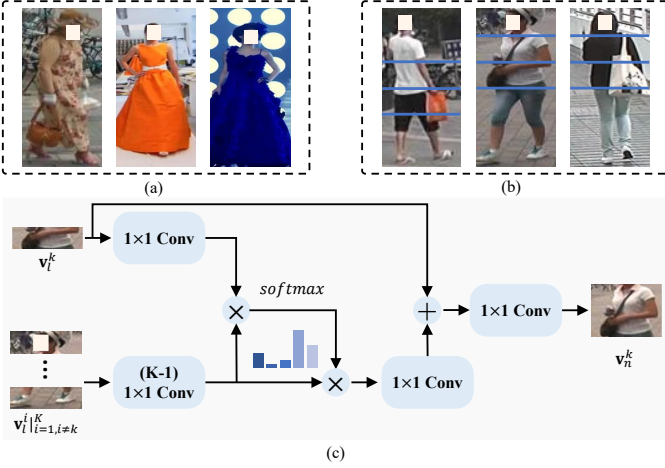 (a)
(b)
1×1 Conv
v_l^k
softmax
×
+
1×1 Conv
v_n^k
(K-1)
1×1 Conv
×
1×1 Conv
v_l^i|_{i=1,i≠k}^K
(c)